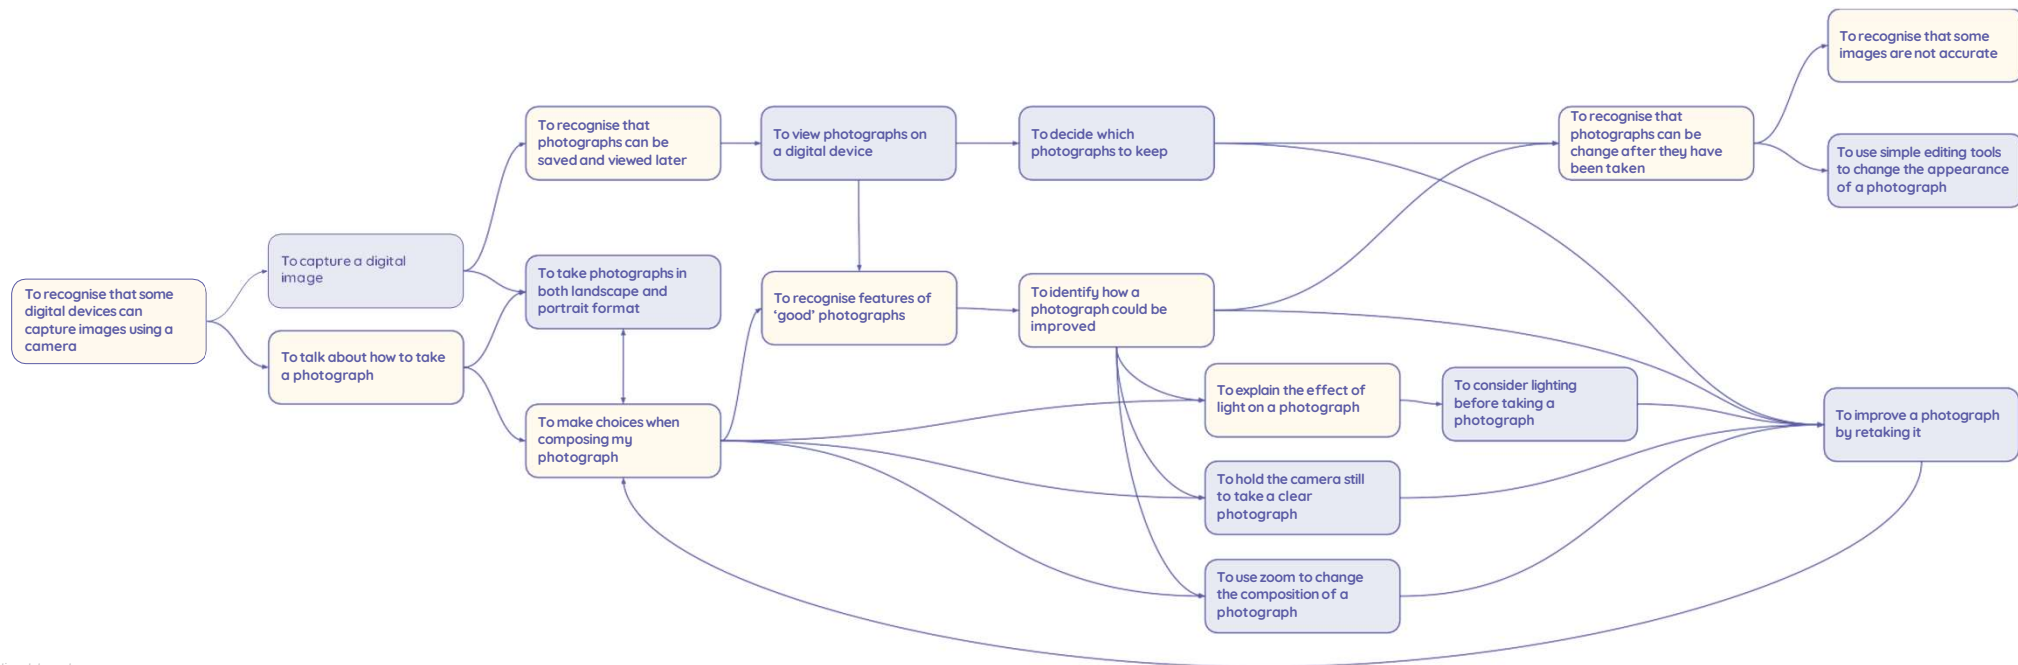 To recognise that some
digital devices can
capture images using a
camera
To capture a digital
image
To talk about how to take
a photograph
To recognise that
photographs can be
saved and viewed later
To take photographs in
both landscape and
portrait format
To make choices when
composing my
photograph
To view photographs on
a digital device
To recognise features of
‘good’ photographs
To decide which
photographs to keep
To identify how a
photograph could be
improved
To explain the effect of
light on a photograph
To hold the camera still
to take a clear
photograph
To use zoom to change
the composition of a
photograph
To consider lighting
before taking a
photograph
To recognise that
photographs can be
change after they have
been taken
To recognise that some
images are not accurate
To use simple editing tools
to change the appearance
of a photograph
To improve a photograph
by retaking it